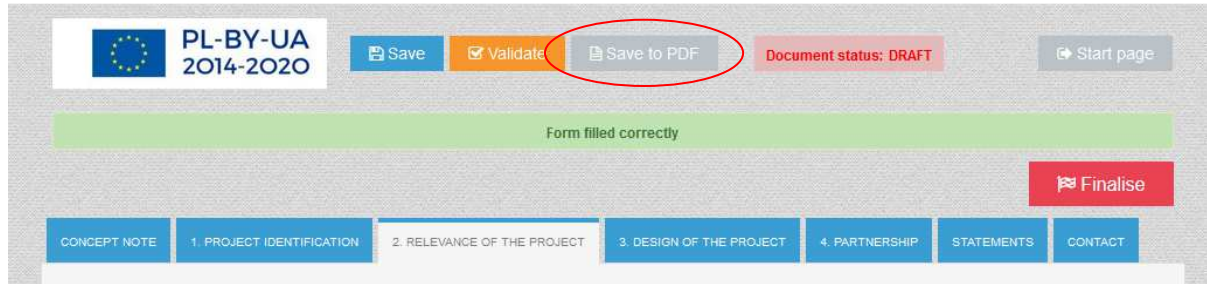 PL-BY-UA
2014-2020
Save
Validate
Save to PDF
Document status: DRAFT
Start page
Form filled correctly
Finalise
CONCEPT NOTE
1. PROJECT IDENTIFICATION
2. RELEVANCE OF THE PROJECT
3. DESIGN OF THE PROJECT
4. PARTNERSHIP
STATEMENTS
CONTACT